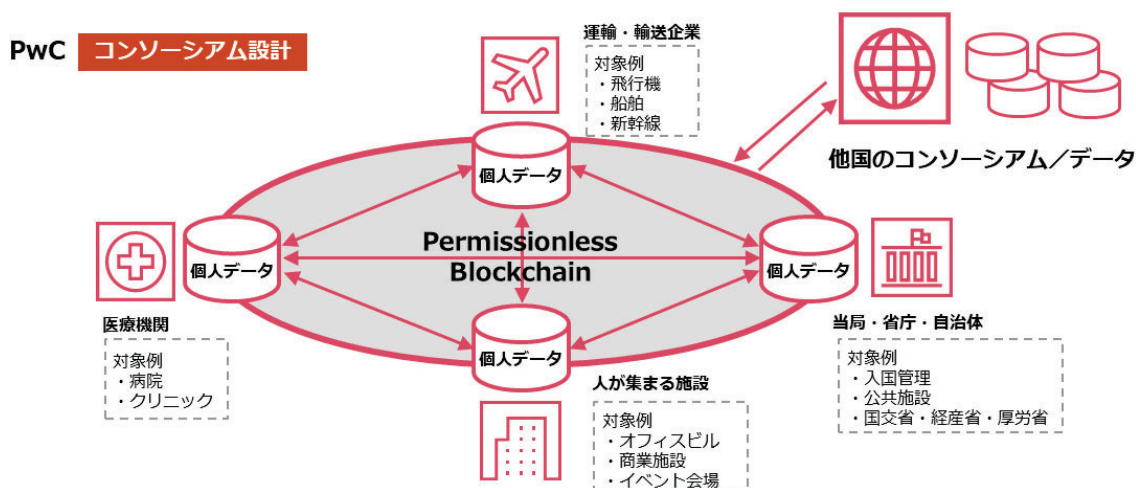 PwC コンソーシアム設計
運輸・輸送企業
対象例
・飛行機
・船舶
・新幹線
他国のコンソーシアム／データ
個人データ
個人データ
Permissionless
Blockchain
個人データ
医療機関
対象例
・病院
・クリニック
個人データ
人が集まる施設
対象例
・オフィスビル
・商業施設
・イベント会場
当局・省庁・自治体
対象例
・入国管理
・公共施設
・国交省・経産省・厚労省